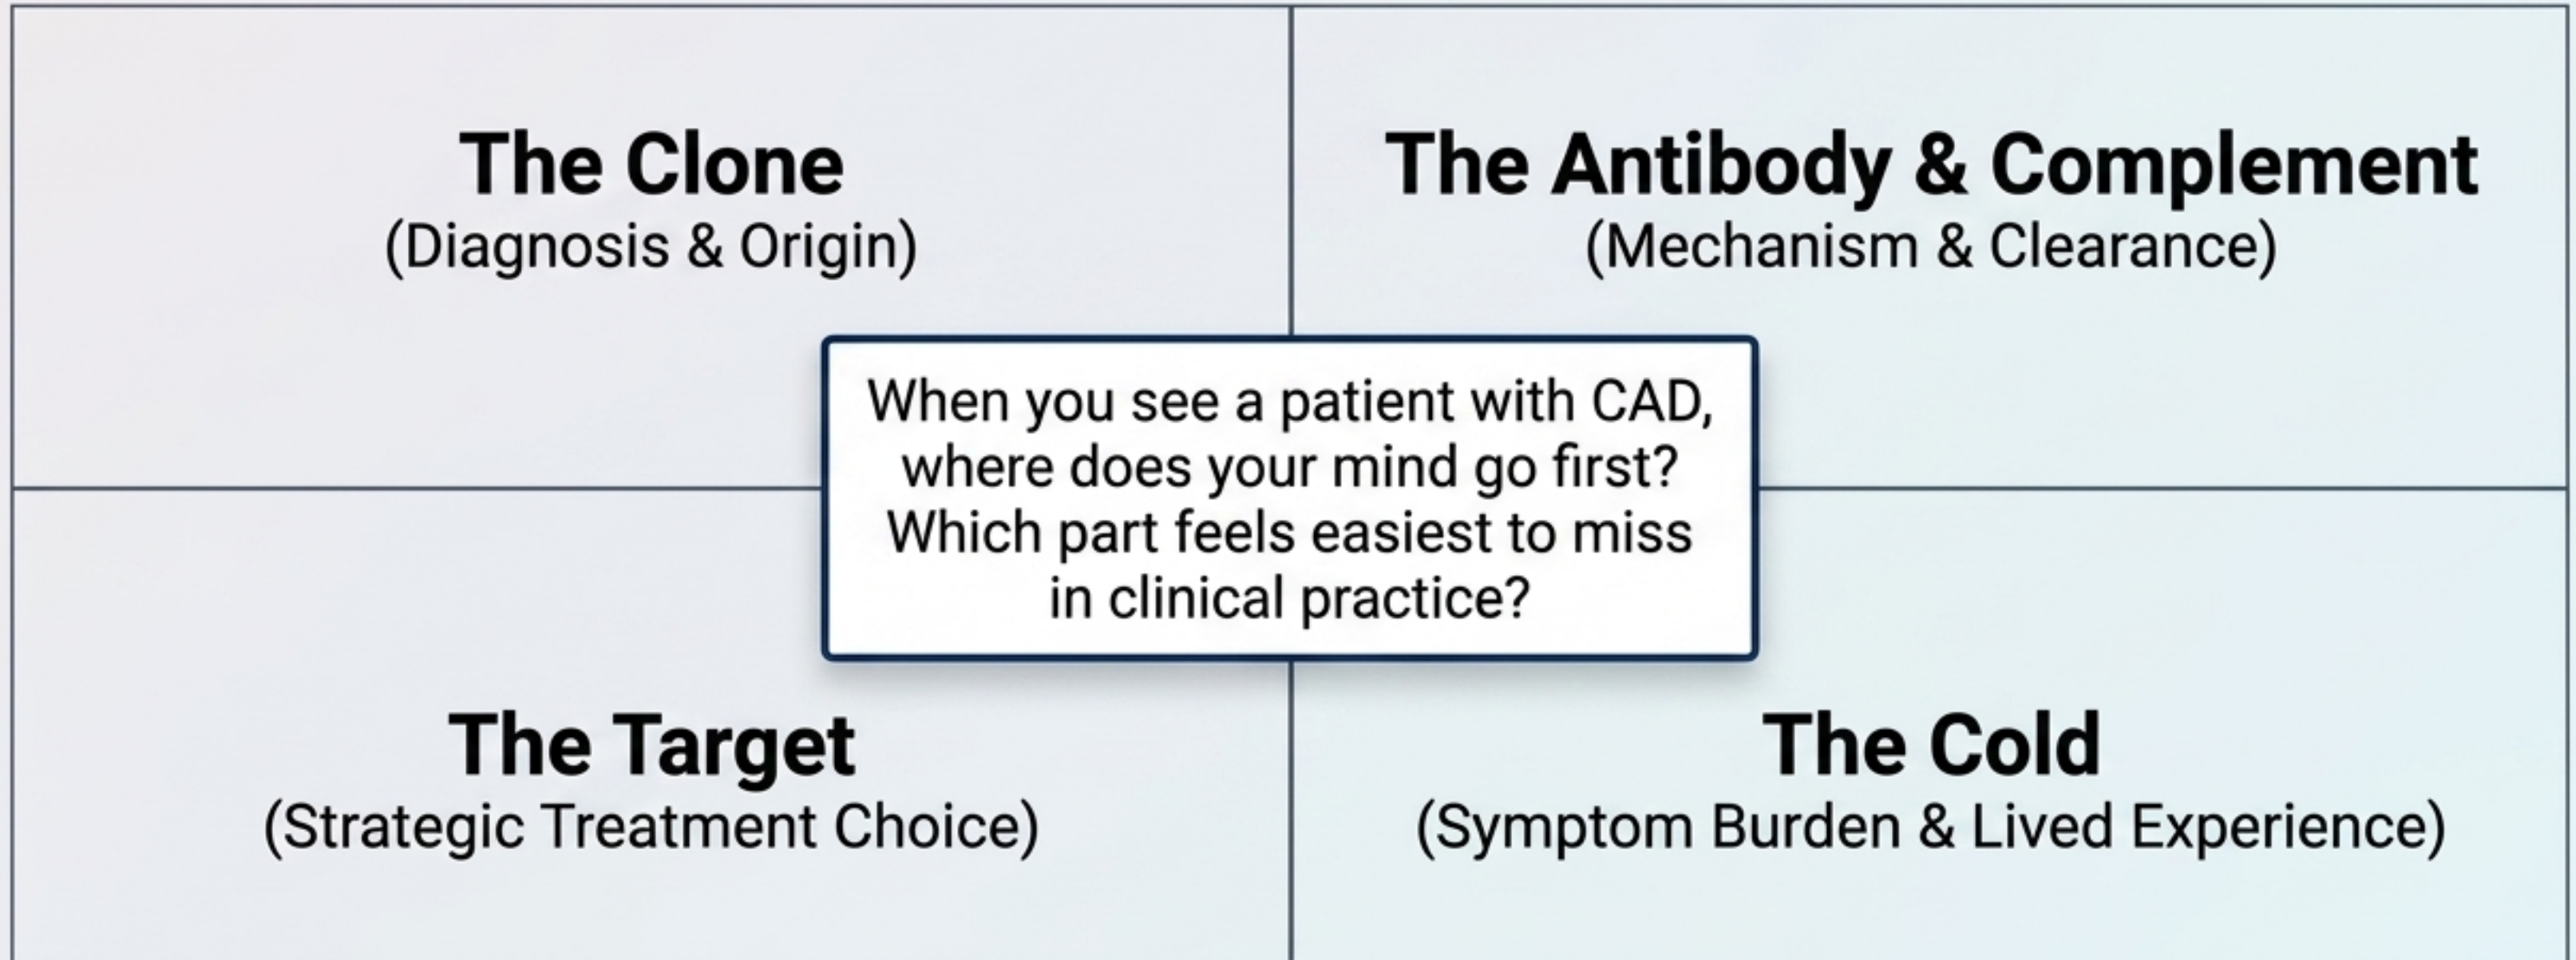 The Clone
(Diagnosis & Origin)
The Antibody & Complement
(Mechanism & Clearance)
When you see a patient with CAD,
where does your mind go first?
Which part feels easiest to miss
in clinical practice?
The Target
(Strategic Treatment Choice)
The Cold
(Symptom Burden & Lived Experience)